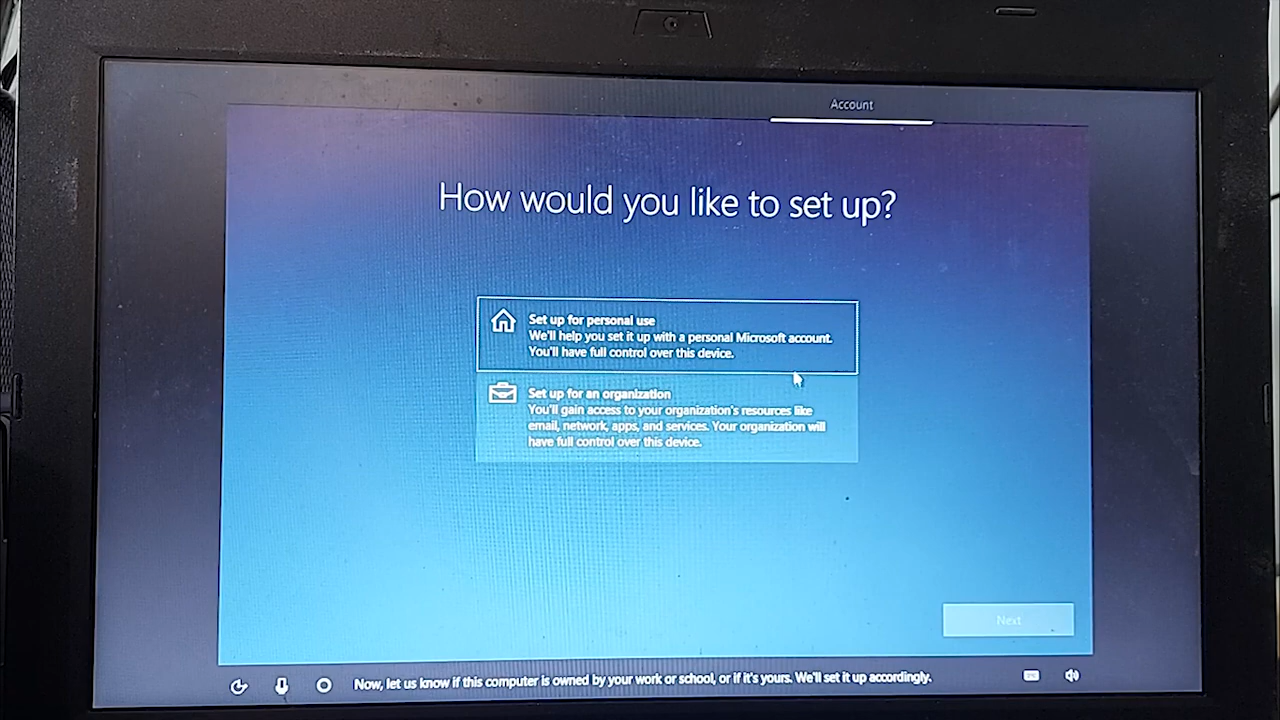 Account
How would you like to set up?
Set up for personal use
We'll help you set it up with a personal Microsoft account.
You'll have full control over this device.
Set up for an organization
You'll gain access to your organization's resources like
email, network, apps, and services. Your organization will
have full control over this device.
Next
Now, let us know if this computer is owned by your work or school, or if it's yours. We'll set it up accordingly.